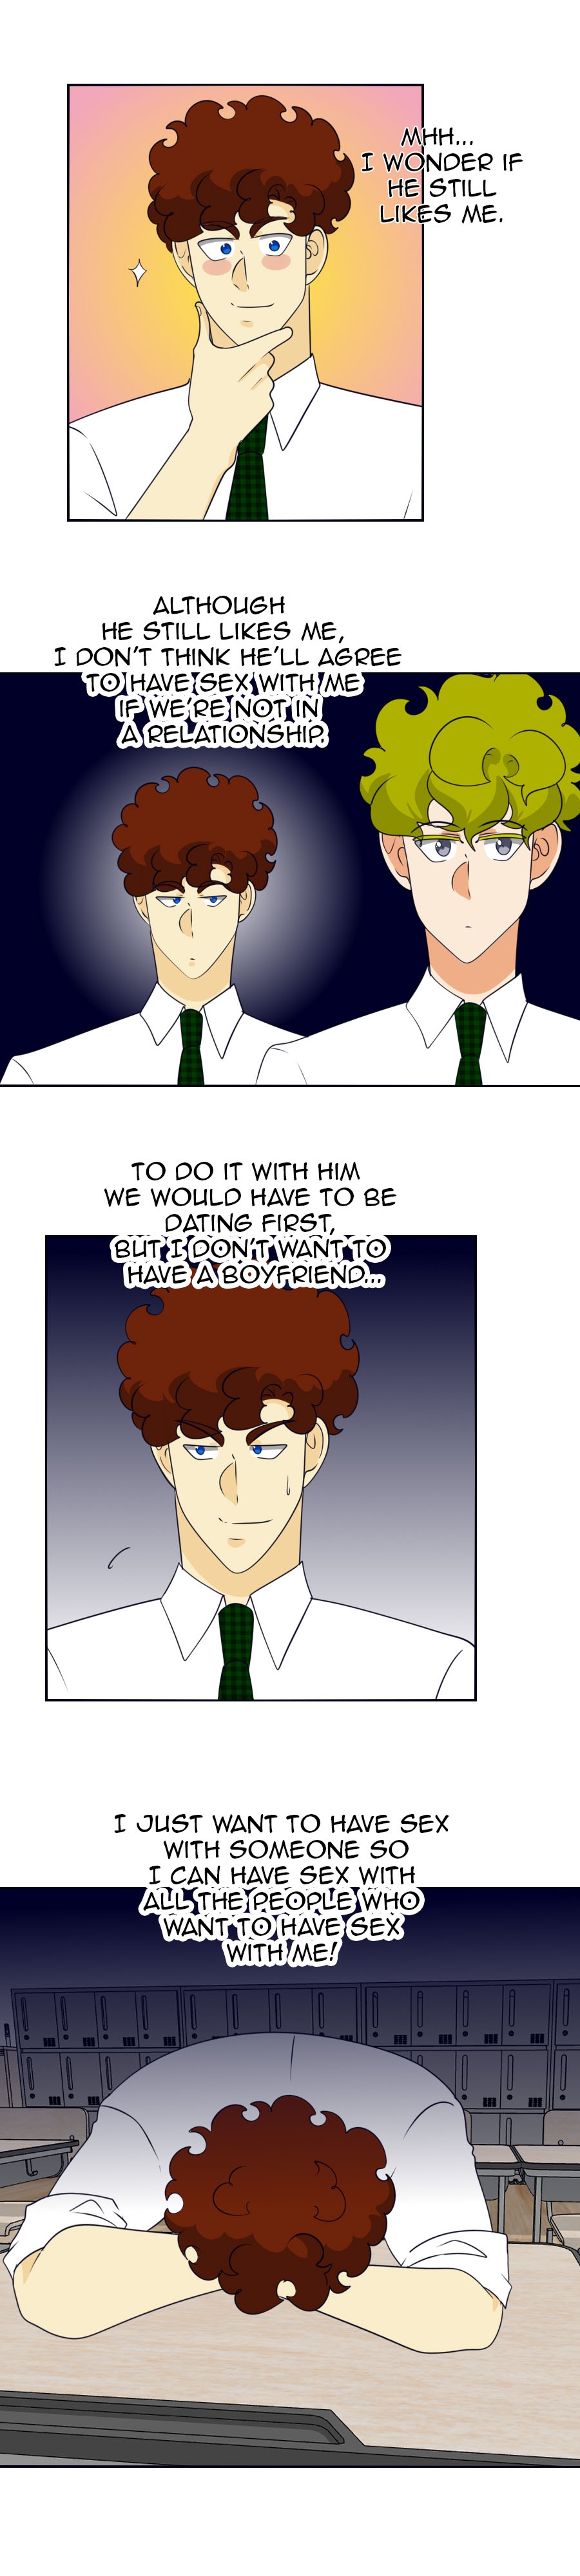 MHH...
I WONDER IF
HE STILL
LIKES ME.
ALTHOUGH
HE STILL LIKES ME,
I DON'T THINK HE'LL AGREE
TO HAVE SEX WITH ME
IF WE'RE NOT IN
A RELATIONSHIP.
TO DO IT WITH HIM
WE WOULD HAVE TO BE
DATING FIRST,
BUT I DON'T WANT TO
HAVE A BOYFRIEND...
I JUST WANT TO HAVE SEX
WITH SOMEONE SO
I CAN HAVE SEX WITH
ALL THE PEOPLE WHO
WANT TO HAVE SEX
WITH ME!